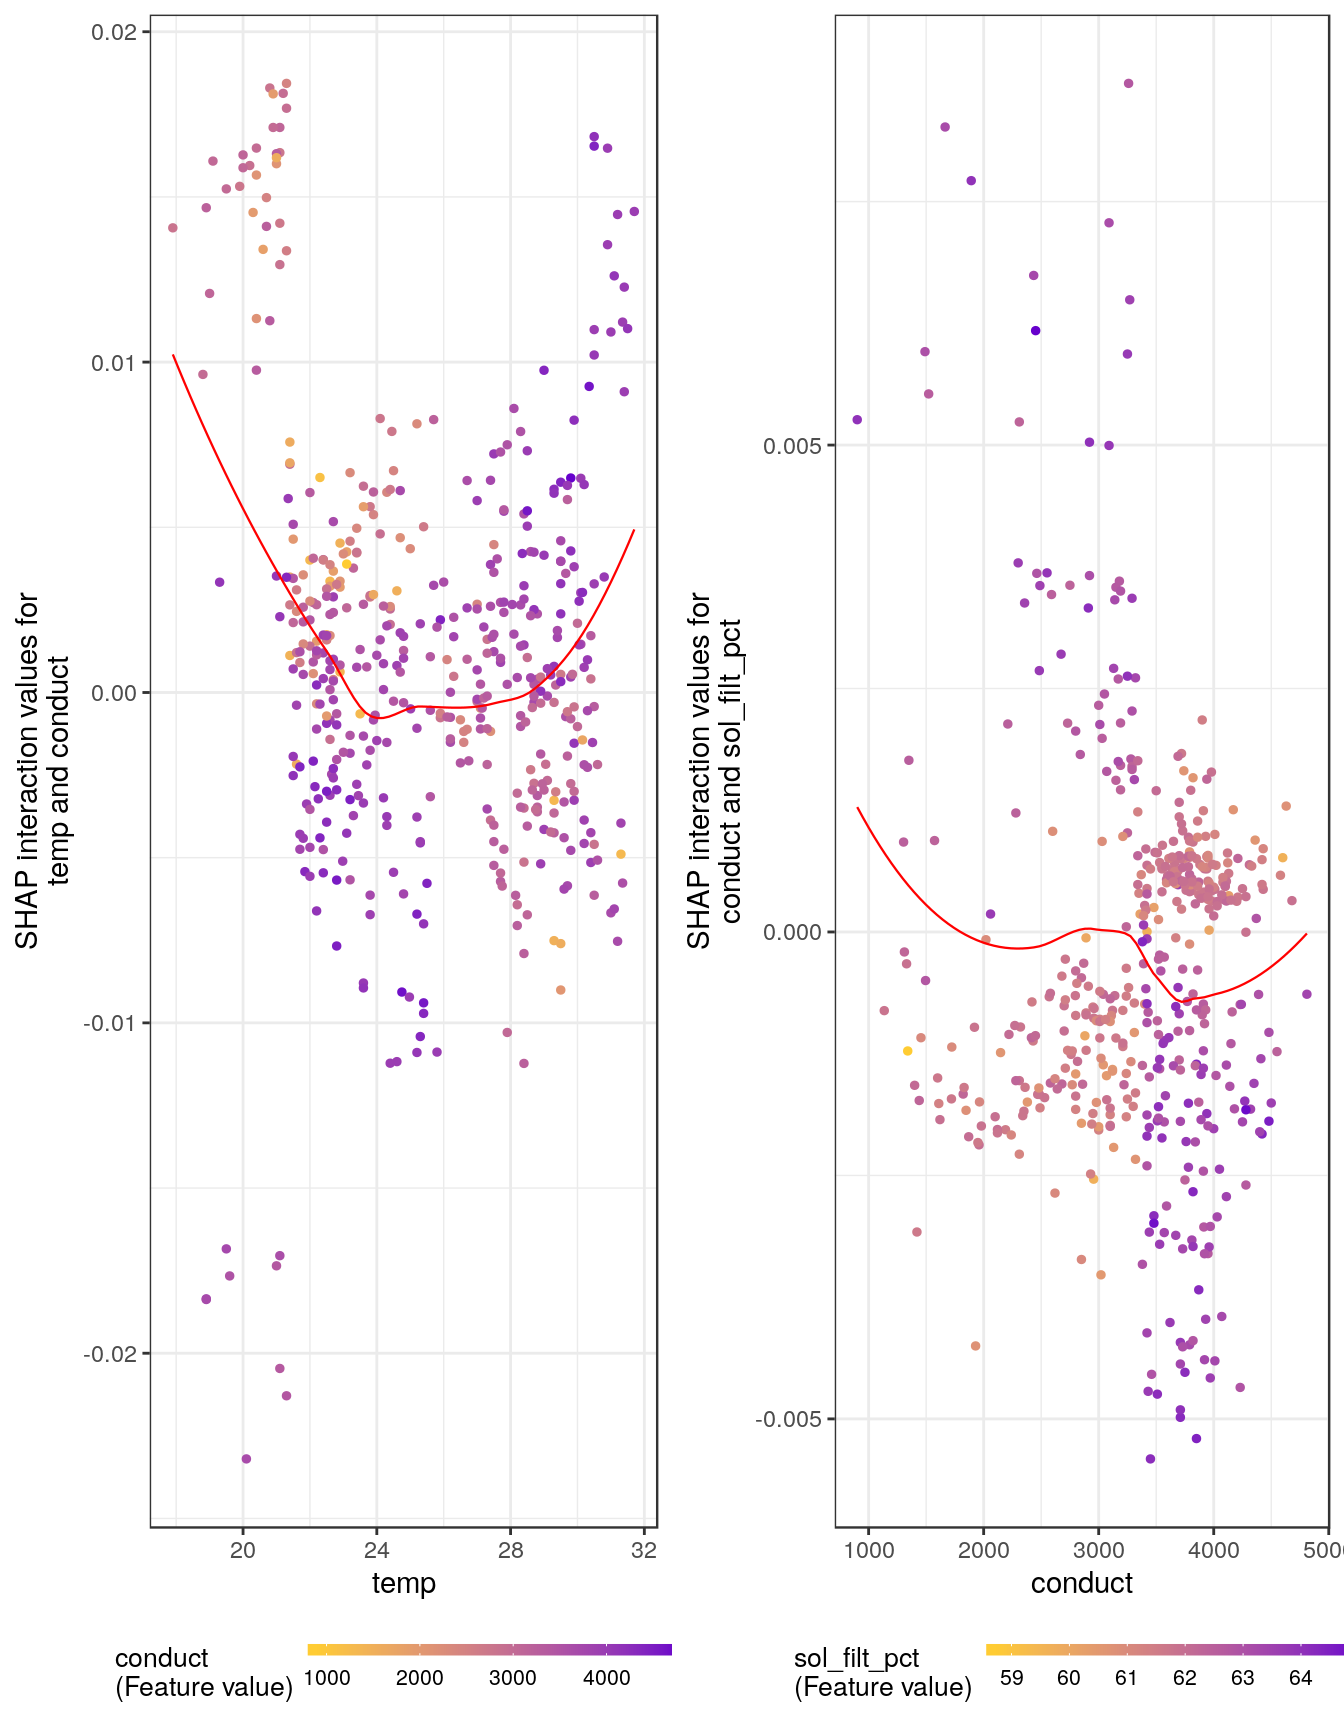 SHAP interaction values for
temp and conduct
0.02
0.01
0.00
-0.01
-0.02
20 24 28 32
temp
conduct
(Feature value)
1000 2000 3000 4000
SHAP interaction values for
conduct and sol_filt_pct
0.005
0.000
-0.005
1000 2000 3000 4000 500
conduct
sol_filt_pct
(Feature value)
59 60 61 62 63 64